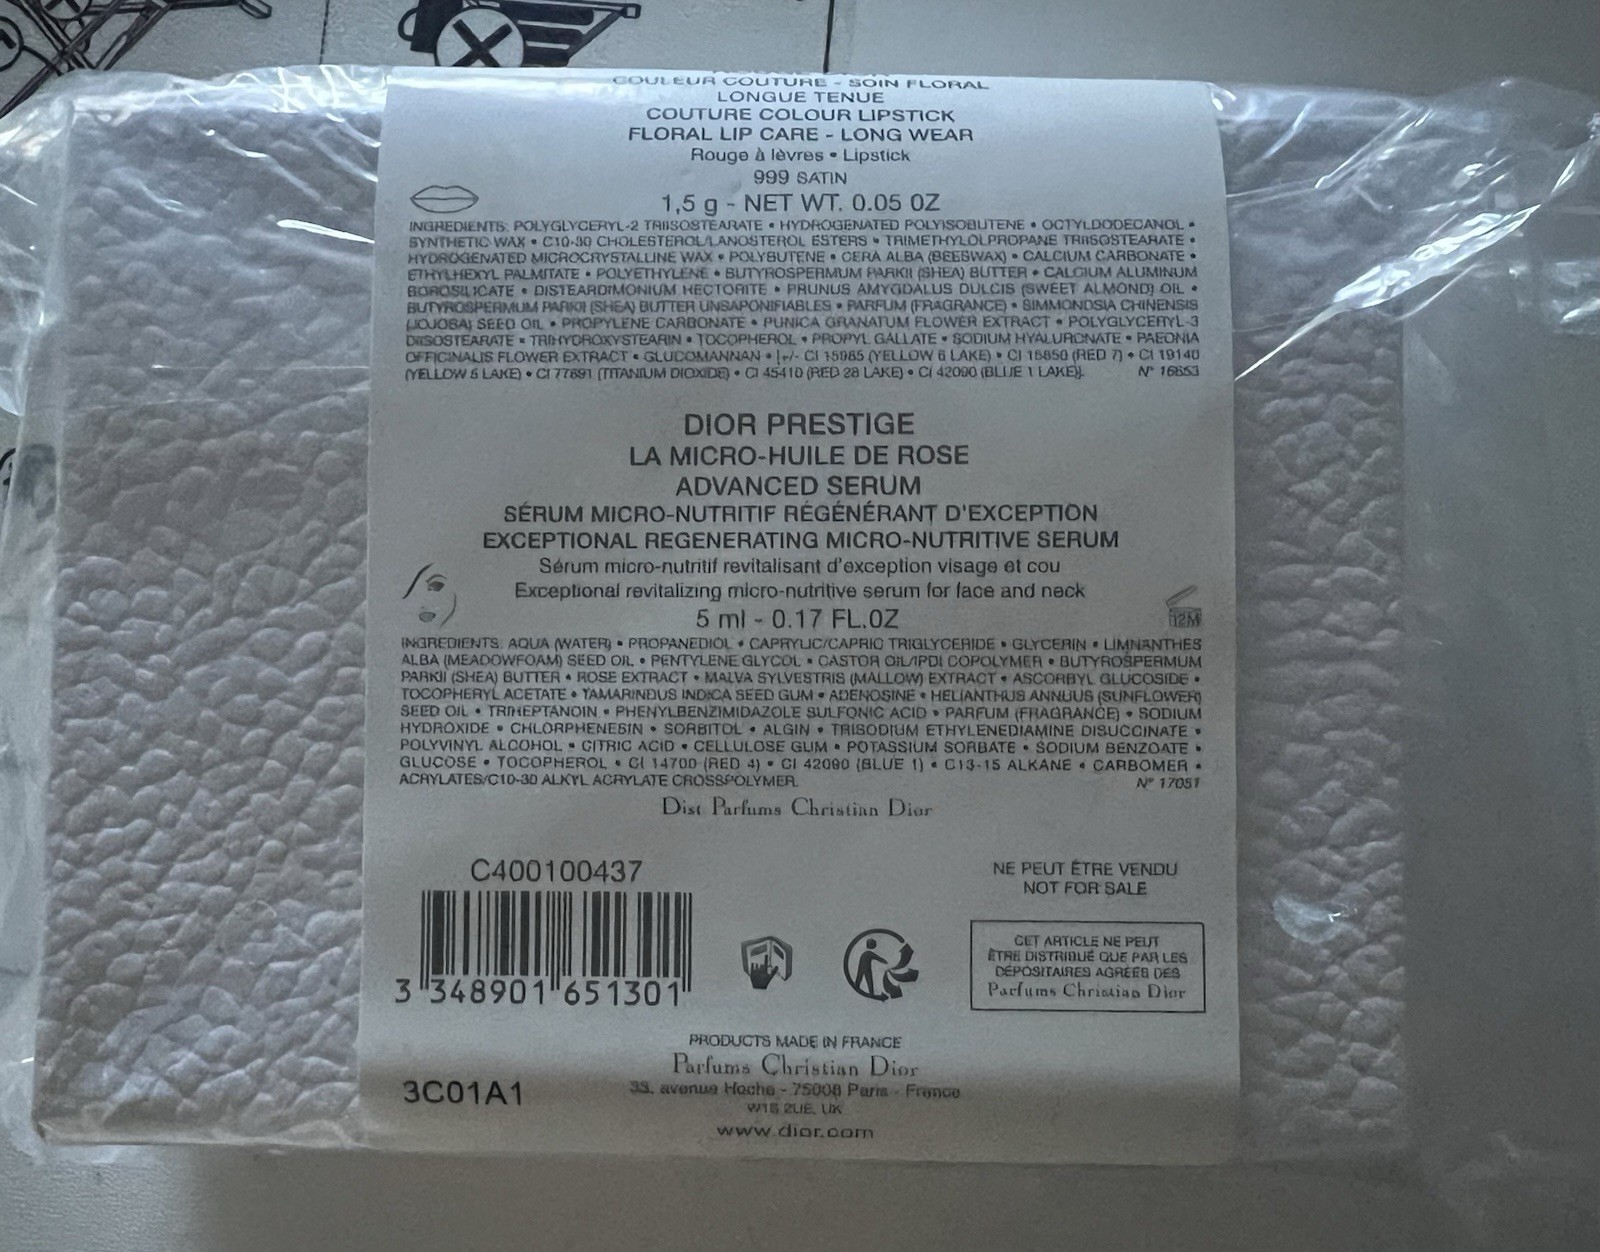 COULEUR COUTURE - SOIN FLORAL
LONGUE TENUE
COUTURE COLOUR LIPSTICK
FLORAL LIP CARE - LONG WEAR
Rouge à lèvres • Lipstick
999 SATIN
1,5 g - NET WT. 0.05 OZ
INGREDIENTS: POLYGLYCERYL-2 TRIISOSTEARATE • HYDROGENATED POLYISOBUTENE • OCTYLDODECANOL •
SYNTHETIC WAX • C10-30 CHOLESTEROL/LANOSTEROL ESTERS • TRIMETHYLOLPROPANE TRIISOSTEARATE •
HYDROGENATED MICROCRYSTALLINE WAX • POLYBUTENE • CERA ALBA (BEESWAX) • CALCIUM CARBONATE •
ETHYLHEXYL PALMITATE • POLYETHYLENE • BUTYROSPERMUM PARKII (SHEA) BUTTER • CALCIUM ALUMINUM
BOROSILICATE • DISTEARDIMONIUM HECTORITE • PRUNUS AMYGDALUS DULCIS (SWEET ALMOND) OIL •
BUTYROSPERMUM PARKII (SHEA) BUTTER UNSAPONIFIABLES • PARFUM (FRAGRANCE) • SIMMONDSIA CHINENSIS
(JOJOBA) SEED OIL • PROPYLENE CARBONATE • PUNICA GRANATUM FLOWER EXTRACT • POLYGLYCERYL-3
DIISOSTEARATE • TRIHYDROXYSTEARIN • TOCOPHEROL • PROPYL GALLATE • SODIUM HYALURONATE • PAEONIA
OFFICINALIS FLOWER EXTRACT • GLUCOMANNAN • [+/- CI 15985 (YELLOW 6 LAKE) • CI 15850 (RED 7) • CI 19140
(YELLOW 5 LAKE) • CI 77891 (TITANIUM DIOXIDE) • CI 45410 (RED 28 LAKE) • CI 42090 (BLUE 1 LAKE)]. N° 16853
DIOR PRESTIGE
LA MICRO-HUILE DE ROSE
ADVANCED SERUM
SÉRUM MICRO-NUTRITIF RÉGÉNÉRANT D'EXCEPTION
EXCEPTIONAL REGENERATING MICRO-NUTRITIVE SERUM
Sérum micro-nutritif revitalisant d'exception visage et cou
Exceptional revitalizing micro-nutritive serum for face and neck
5 ml - 0.17 FL.OZ
12M
INGREDIENTS: AQUA (WATER) • PROPANEDIOL • CAPRYLIC/CAPRIC TRIGLYCERIDE • GLYCERIN • LIMNANTHES
ALBA (MEADOWFOAM) SEED OIL • PENTYLENE GLYCOL • CASTOR OIL/IPDI COPOLYMER • BUTYROSPERMUM
PARKII (SHEA) BUTTER • ROSE EXTRACT • MALVA SYLVESTRIS (MALLOW) EXTRACT • ASCORBYL GLUCOSIDE •
TOCOPHERYL ACETATE • TAMARINDUS INDICA SEED GUM • ADENOSINE • HELIANTHUS ANNUUS (SUNFLOWER)
SEED OIL • TRIHEPTANOIN • PHENYLBENZIMIDAZOLE SULFONIC ACID • PARFUM (FRAGRANCE) • SODIUM
HYDROXIDE • CHLORPHENESIN • SORBITOL • ALGIN • TRISODIUM ETHYLENEDIAMINE DISUCCINATE •
POLYVINYL ALCOHOL • CITRIC ACID • CELLULOSE GUM • POTASSIUM SORBATE • SODIUM BENZOATE •
GLUCOSE • TOCOPHEROL • CI 14700 (RED 4) • CI 42090 (BLUE 1) • C13-15 ALKANE • CARBOMER •
ACRYLATES/C10-30 ALKYL ACRYLATE CROSSPOLYMER. N° 17051
Dist Parfums Christian Dior
C400100437
3 348901 651301
NE PEUT ÊTRE VENDU
NOT FOR SALE
CET ARTICLE NE PEUT
ÊTRE DISTRIBUÉ QUE PAR LES
DÉPOSITAIRES AGRÉÉS DES
Parfums Christian Dior
PRODUCTS MADE IN FRANCE
Parfums Christian Dior
33, avenue Hoche - 75008 Paris - France
W1S 2UE, UK
www.dior.com
3C01A1